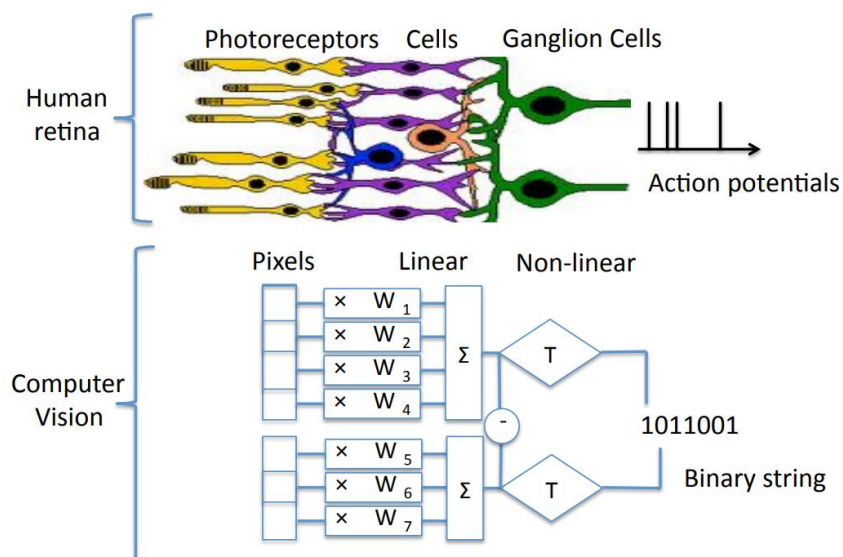 Photoreceptors Cells Ganglion Cells
Human
retina
Action potentials
Pixels Linear Non-linear
× W 1
× W 2
× W 3
× W 4
Σ
T
Computer
Vision
-
1011001
× W 5
× W 6
× W 7
Σ
T
Binary string